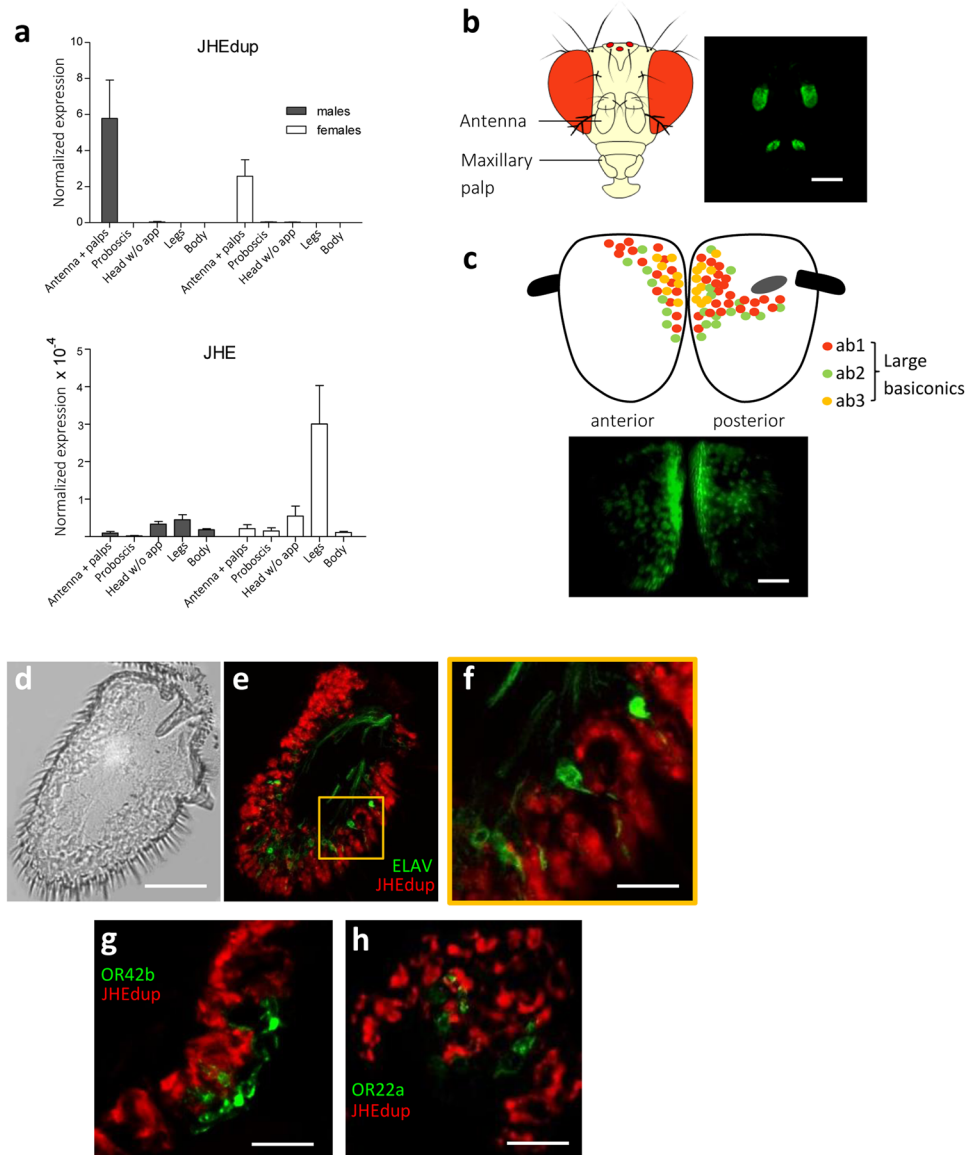 a
JHEdup
Normalized expression
10
8
6
4
2
0
males
females
Antenna + palps
Proboscis
Head w/o app
Legs
Body
Antenna + palps
Proboscis
Head w/o app
Legs
Body
JHE
Normalized expression x 10-4
5
4
3
2
1
Antenna + palps
Proboscis
Head w/o app
Legs
Body
Antenna + palps
Proboscis
Head w/o app
Legs
Body
b
Antenna
Maxillary
palp
c
ab1
ab2
ab3
Large
basiconics
anterior
posterior
d
e
ELAV
JHEdup
f
g
OR42b
JHEdup
h
OR22a
JHEdup